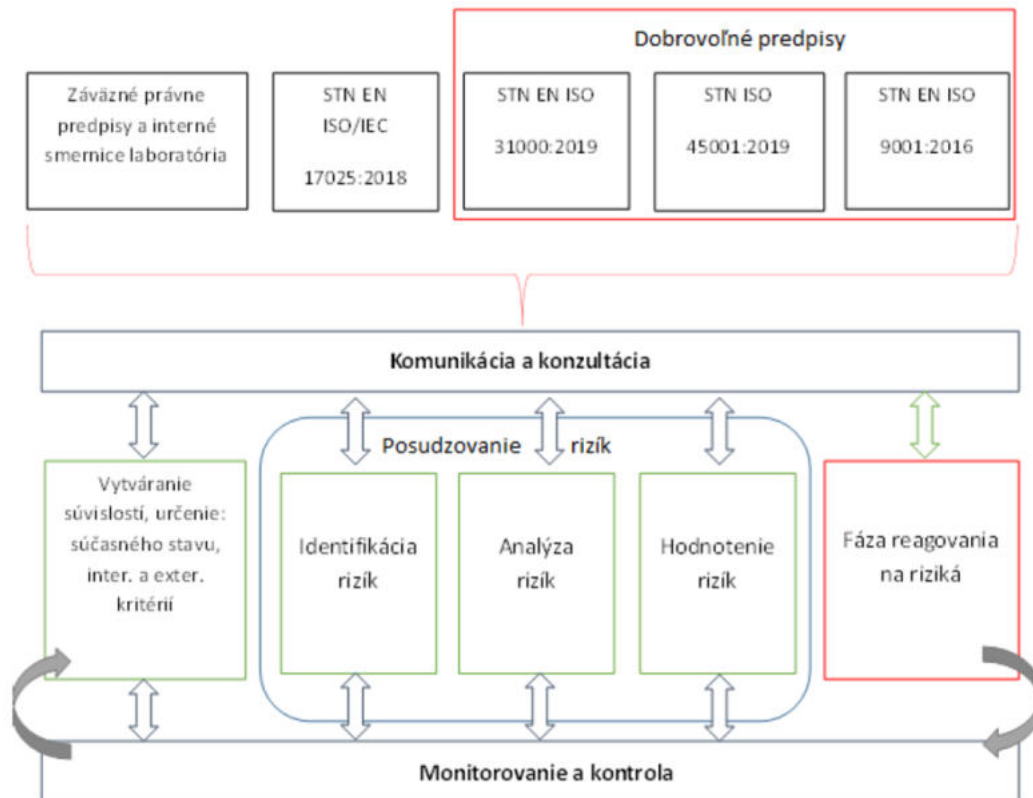 Dobrovoľné predpisy
Záväzné právne
predpisy a interné
smernice laboratória
STN EN
ISO/IEC
17025:2018
STN EN ISO
31000:2019
STN ISO
45001:2019
STN EN ISO
9001:2016
Komunikácia a konzultácia
Posudzovanie rizík
Vytváranie
súvislostí, určenie:
súčasného stavu,
inter. a exter.
kritérií
Identifikácia
rizík
Analýza
rizík
Hodnotenie
rizík
Fáza reagovania
na riziká
Monitorovanie a kontrola